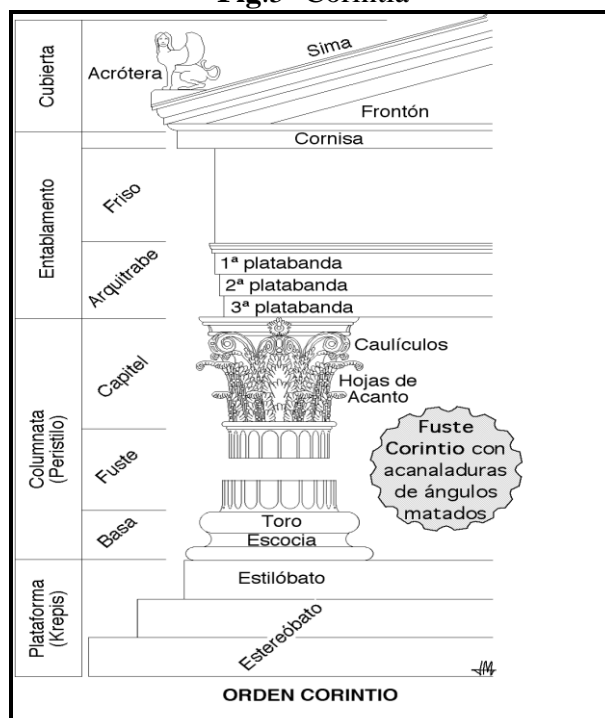 Fig.3 Corintia
Cubierta
Acrótera
Sima
Frontón
Cornisa
Entablamento
Friso
Arquitrabe
1ª platabanda
2ª platabanda
3ª platabanda
Columnata
(Peristilo)
Capitel
Caulículos
Hojas de
Acanto
Fuste
Fuste
Corintio con
acanaladuras
de ángulos
matados
Basa
Toro
Escocia
Plataforma
(Krepis)
Estilóbato
Estereóbato
ORDEN CORINTIO